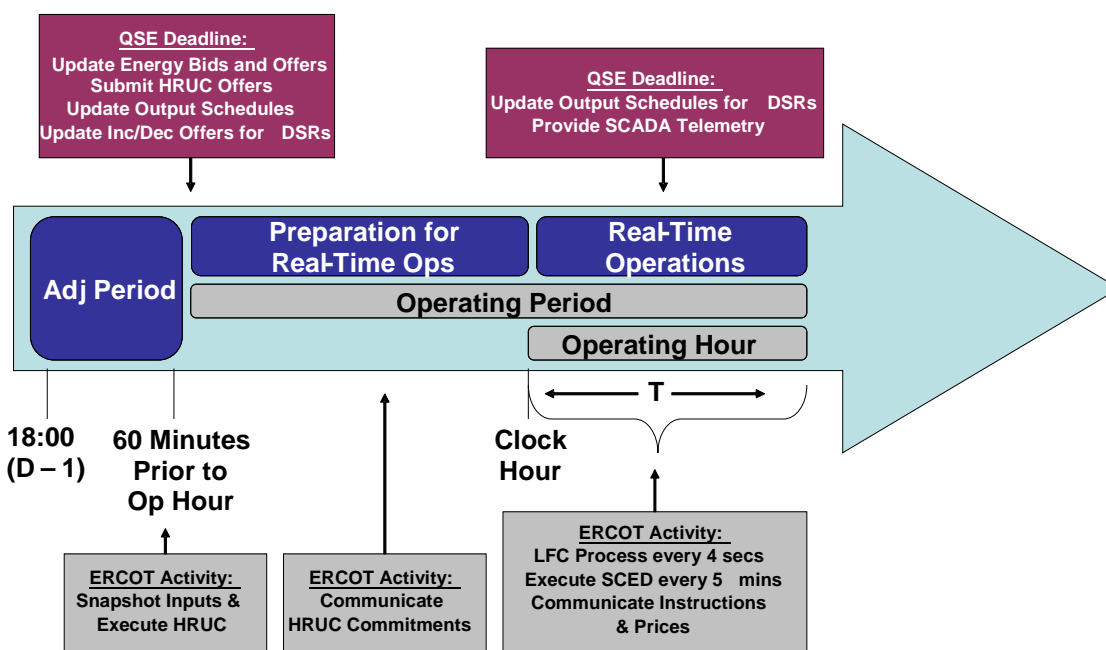 QSE Deadline:
Update Energy Bids and Offers
Submit HRUC Offers
Update Output Schedules
Update Inc/Dec Offers for DSRs
QSE Deadline:
Update Output Schedules for DSRs
Provide SCADA Telemetry
Adj Period
Preparation for
Real-Time Ops
Real-Time
Operations
Operating Period
Operating Hour
T
18:00
(D – 1)
60 Minutes
Prior to
Op Hour
Clock
Hour
ERCOT Activity:
Snapshot Inputs &
Execute HRUC
ERCOT Activity:
Communicate
HRUC Commitments
ERCOT Activity:
LFC Process every 4 secs
Execute SCED every 5 mins
Communicate Instructions
& Prices